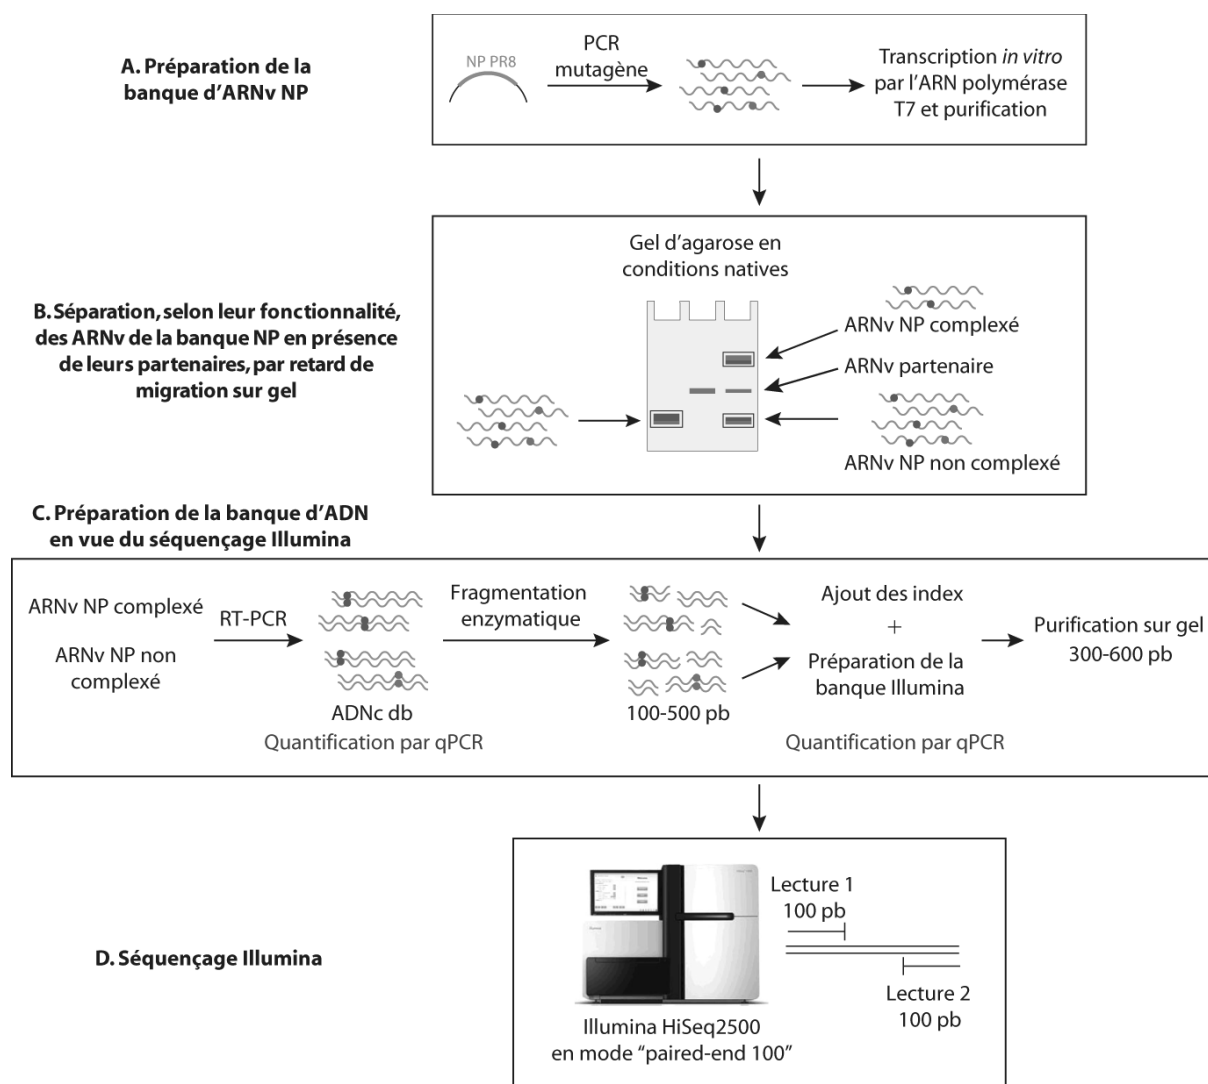 A. Préparation de la
banque d’ARNv NP
NP PR8
PCR
mutagène
Transcription in vitro
par l’ARN polymérase
T7 et purification
B. Séparation, selon leur fonctionnalité,
des ARNv de la banque NP en présence
de leurs partenaires, par retard de
migration sur gel
Gel d’agarose en
conditions natives
ARNv NP complexé
ARNv partenaire
ARNv NP non complexé
C. Préparation de la banque d’ADN
en vue du séquençage Illumina
ARNv NP complexé
ARNv NP non
complexé
RT-PCR
ADNc db
Quantification par qPCR
Fragmentation
enzymatique
100-500 pb
Ajout des index
+
Préparation de la
banque Illumina
Quantification par qPCR
Purification sur gel
300-600 pb
D. Séquençage Illumina
Illumina HiSeq2500
en mode “paired-end 100”
Lecture 1
100 pb
Lecture 2
100 pb